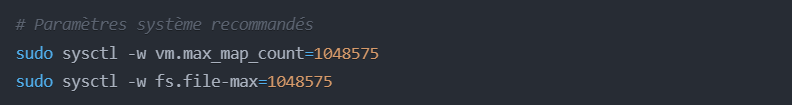 # Paramètres système recommandés
sudo sysctl -w vm.max_map_count=1048575
sudo sysctl -w fs.file-max=1048575